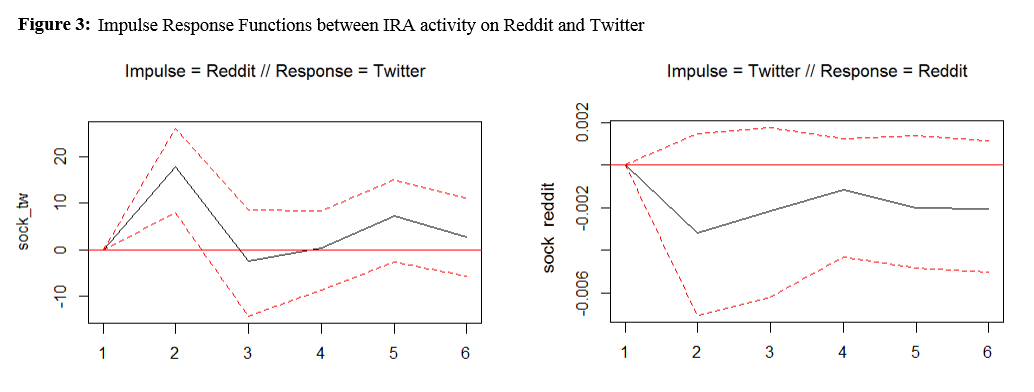 Figure 3: Impulse Response Functions between IRA activity on Reddit and Twitter
Impulse = Reddit // Response = Twitter
sock_tw
20
10
0
-10
1 2 3 4 5 6
Impulse = Twitter // Response = Reddit
sock_reddit
0.002
-0.002
-0.006
1 2 3 4 5 6